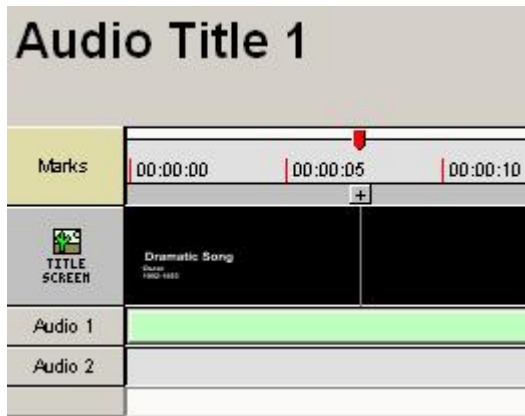 Audio Title 1
Marks
00:00:00
00:00:05
00:00:10
+
TITLE
SCREEN
Dramatic Song
Audio 1
Audio 2